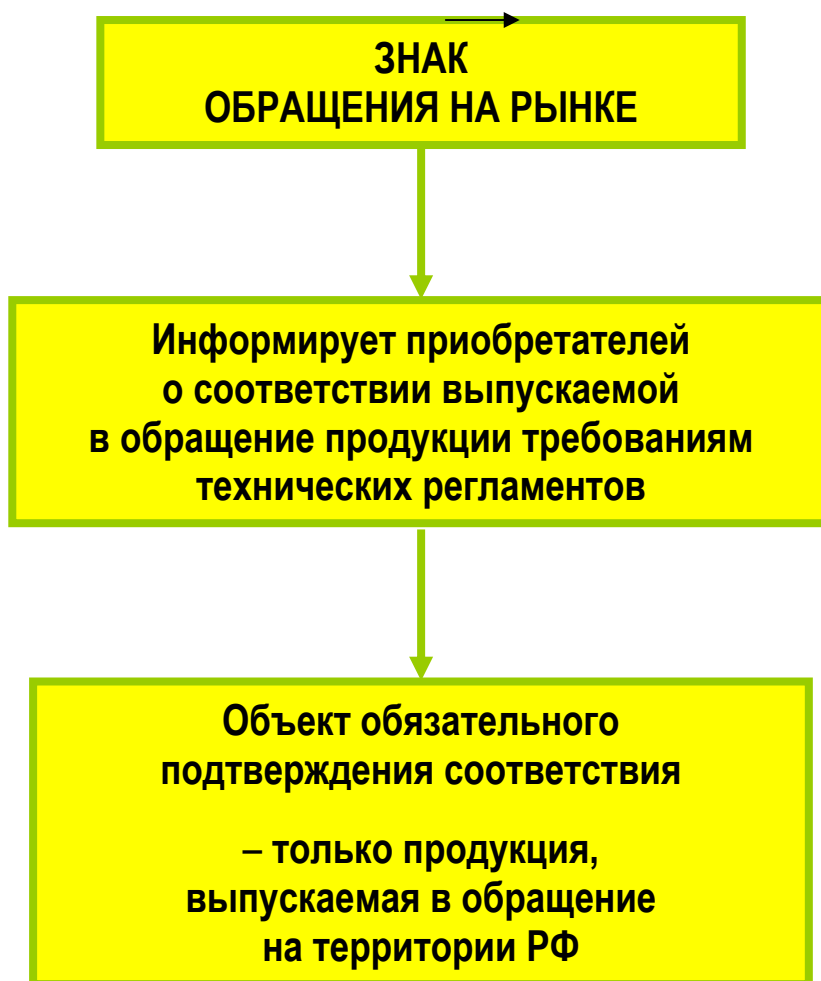 ЗНАК
ОБРАЩЕНИЯ НА РЫНКЕ
Информирует приобретателей
о соответствии выпускаемой
в обращение продукции требованиям
технических регламентов
Объект обязательного
подтверждения соответствия
– только продукция,
выпускаемая в обращение
на территории РФ